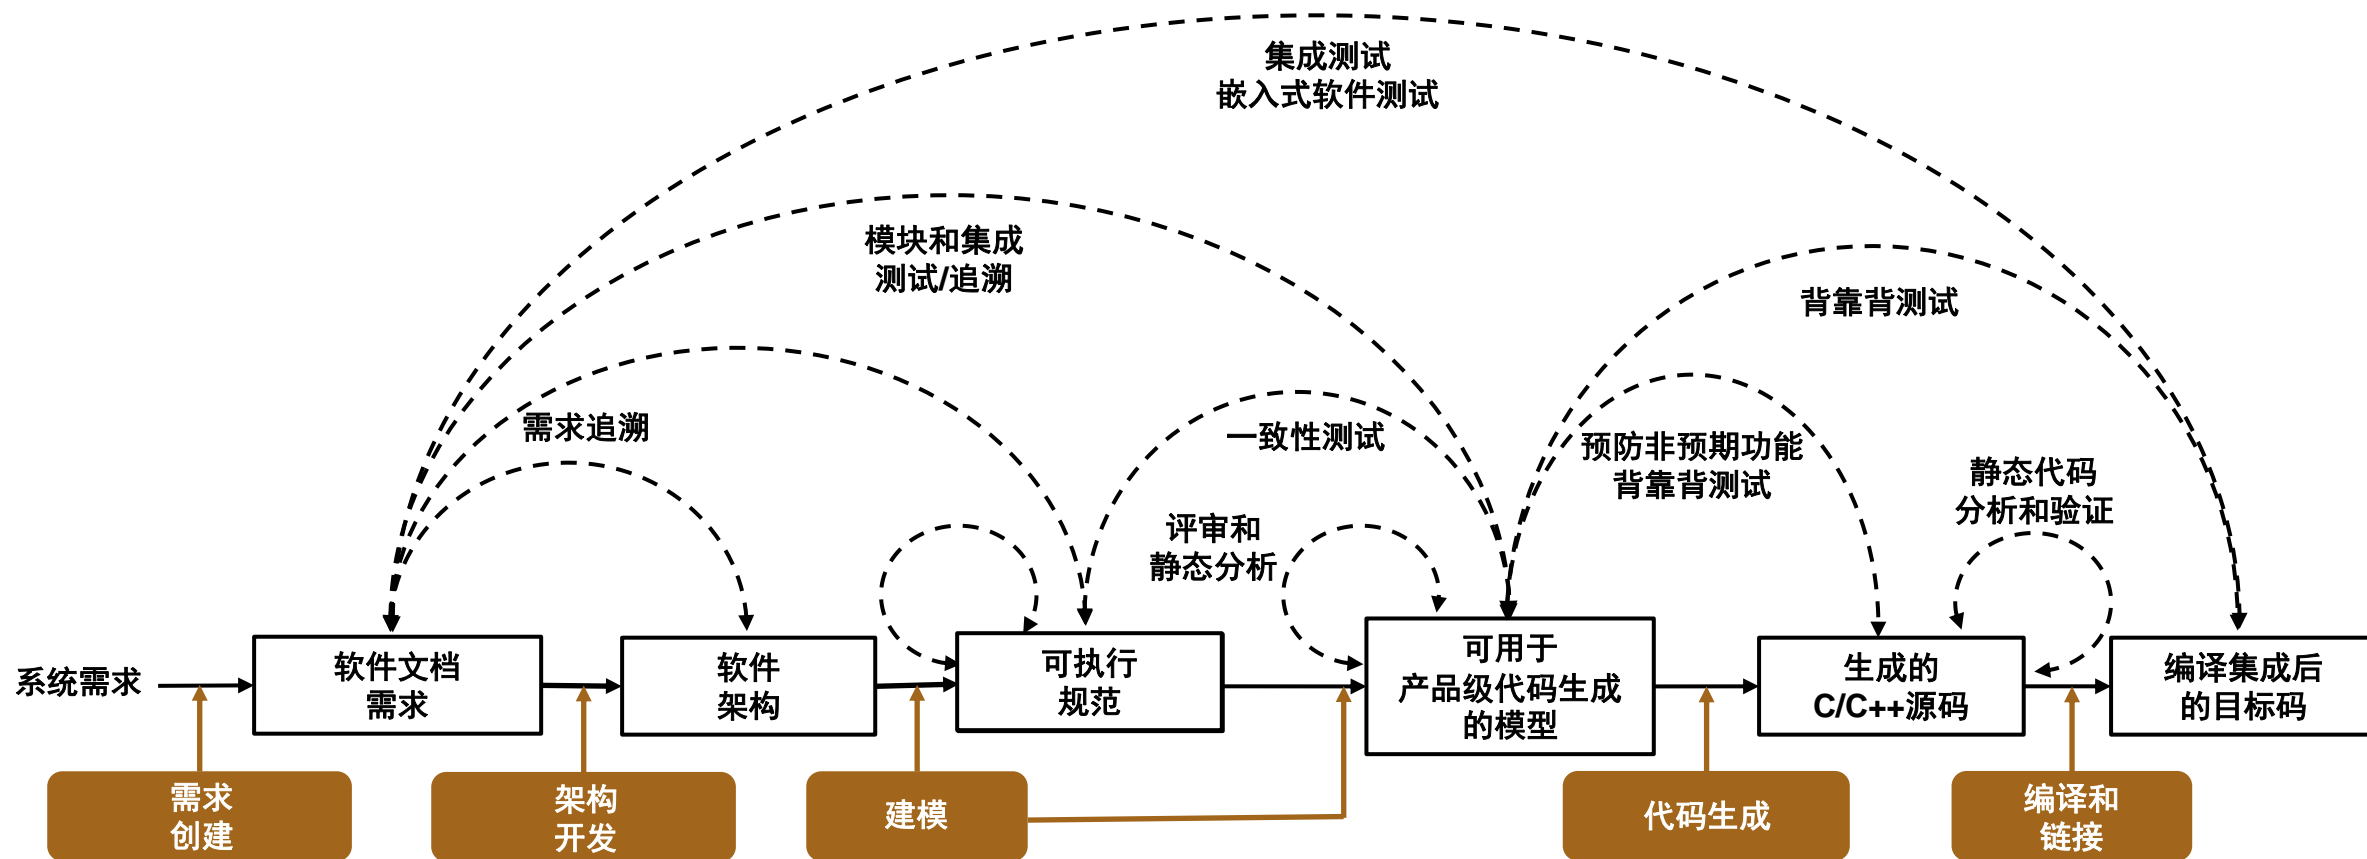 集成测试
嵌入式软件测试
模块和集成
测试/追溯
背靠背测试
需求追溯
一致性测试
预防非预期功能
背靠背测试
静态代码
分析和验证
评审和
静态分析
系统需求
软件文档
需求
软件
架构
可执行
规范
可用于
产品级代码生成
的模型
生成的
C/C++源码
编译集成后
的目标码
需求
创建
架构
开发
建模
代码生成
编译和
链接